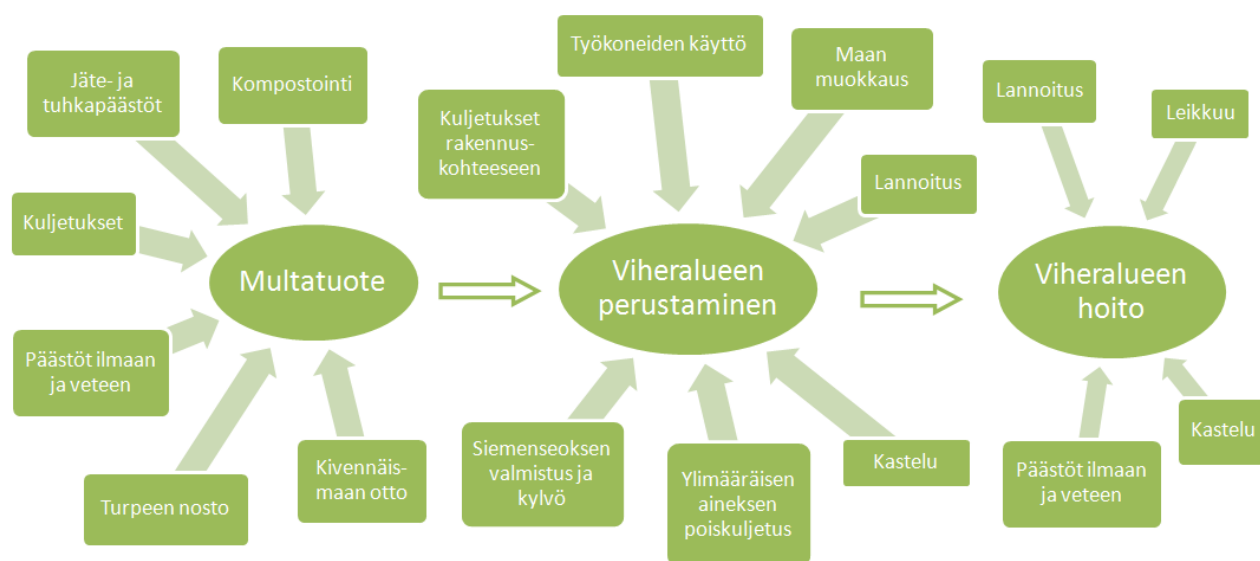 Jäte- ja
tuhkapäästöt
Kompostointi
Kuljetukset
Multatuote
Päästöt ilmaan
ja veteen
Turpeen nosto
Kivennäis-
maan otto
Työkoneiden käyttö
Maan
muokkaus
Kuljetukset
rakennus-
kohteeseen
Lannoitus
Viheralueen
perustaminen
Siemenseoksen
valmistus ja
kylvö
Ylimääräisen
aineksen
poiskuljetus
Kastelu
Lannoitus
Leikkuu
Viheralueen
hoito
Kastelu
Päästöt ilmaan
ja veteen